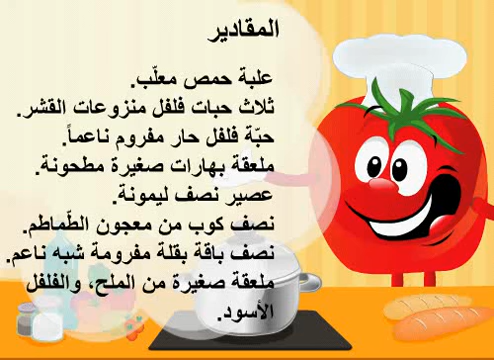 المقادير
علبة حمص معلّب.
ثلاث حبات فلفل منزوعات القشر.
حبّة فلفل حار مفروم ناعماً.
ملعقة بهارات صغيرة مطحونة.
عصير نصف ليمونة.
نصف كوب من معجون الطّماطم.
نصف باقة بقلة مفرومة شبه ناعم.
ملعقة صغيرة من الملح، والفلفل
الأسود.